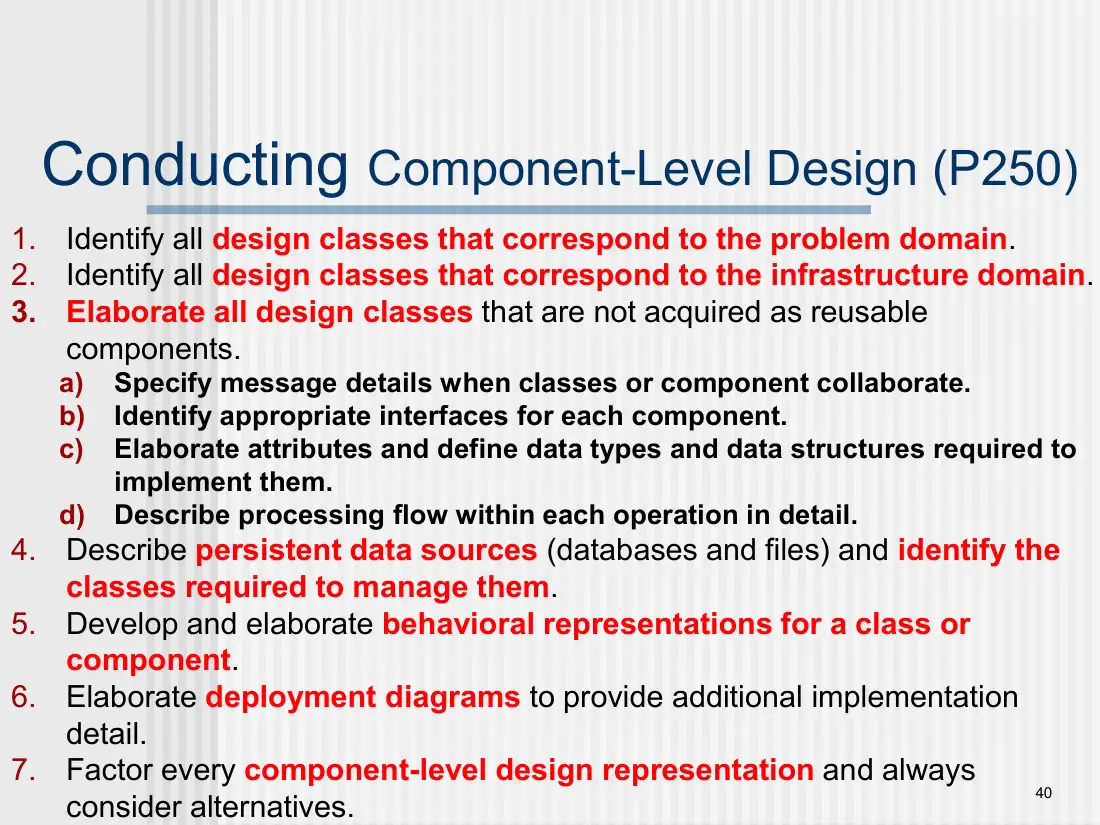 Conducting Component-Level Design (P250)
1. Identify all design classes that correspond to the problem domain.
2. Identify all design classes that correspond to the infrastructure domain.
3. Elaborate all design classes that are not acquired as reusable
components.
a) Specify message details when classes or component collaborate.
b) Identify appropriate interfaces for each component.
c) Elaborate attributes and define data types and data structures required to
implement them.
d) Describe processing flow within each operation in detail.
4. Describe persistent data sources (databases and files) and identify the
classes required to manage them.
5. Develop and elaborate behavioral representations for a class or
component.
6. Elaborate deployment diagrams to provide additional implementation
detail.
7. Factor every component-level design representation and always
consider alternatives.
40